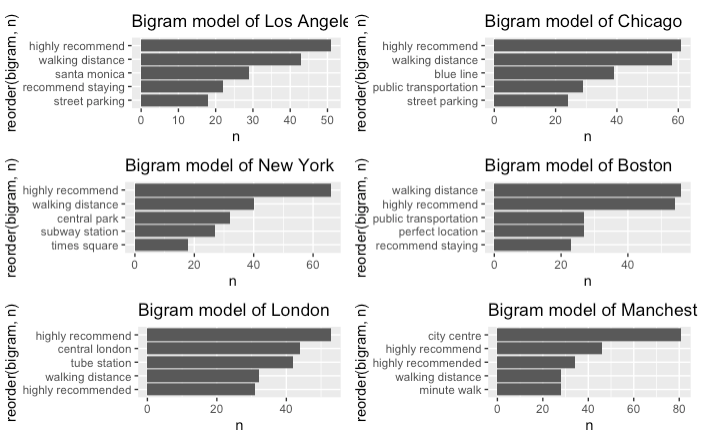 Bigram model of Los Angele
reorder(bigram, n)
highly recommend
walking distance
santa monica
recommend staying
street parking
0 10 20 30 40 50
n
Bigram model of Chicago
reorder(bigram, n)
highly recommend
walking distance
blue line
public transportation
street parking
0 20 40 60
n
Bigram model of New York
reorder(bigram, n)
highly recommend
walking distance
central park
subway station
times square
0 20 40 60
n
Bigram model of Boston
reorder(bigram, n)
walking distance
highly recommend
public transportation
perfect location
recommend staying
0 20 40
n
Bigram model of London
reorder(bigram, n)
highly recommend
central london
tube station
walking distance
highly recommended
0 20 40
n
Bigram model of Manchest
reorder(bigram, n)
city centre
highly recommend
highly recommended
walking distance
minute walk
0 20 40 60 80
n